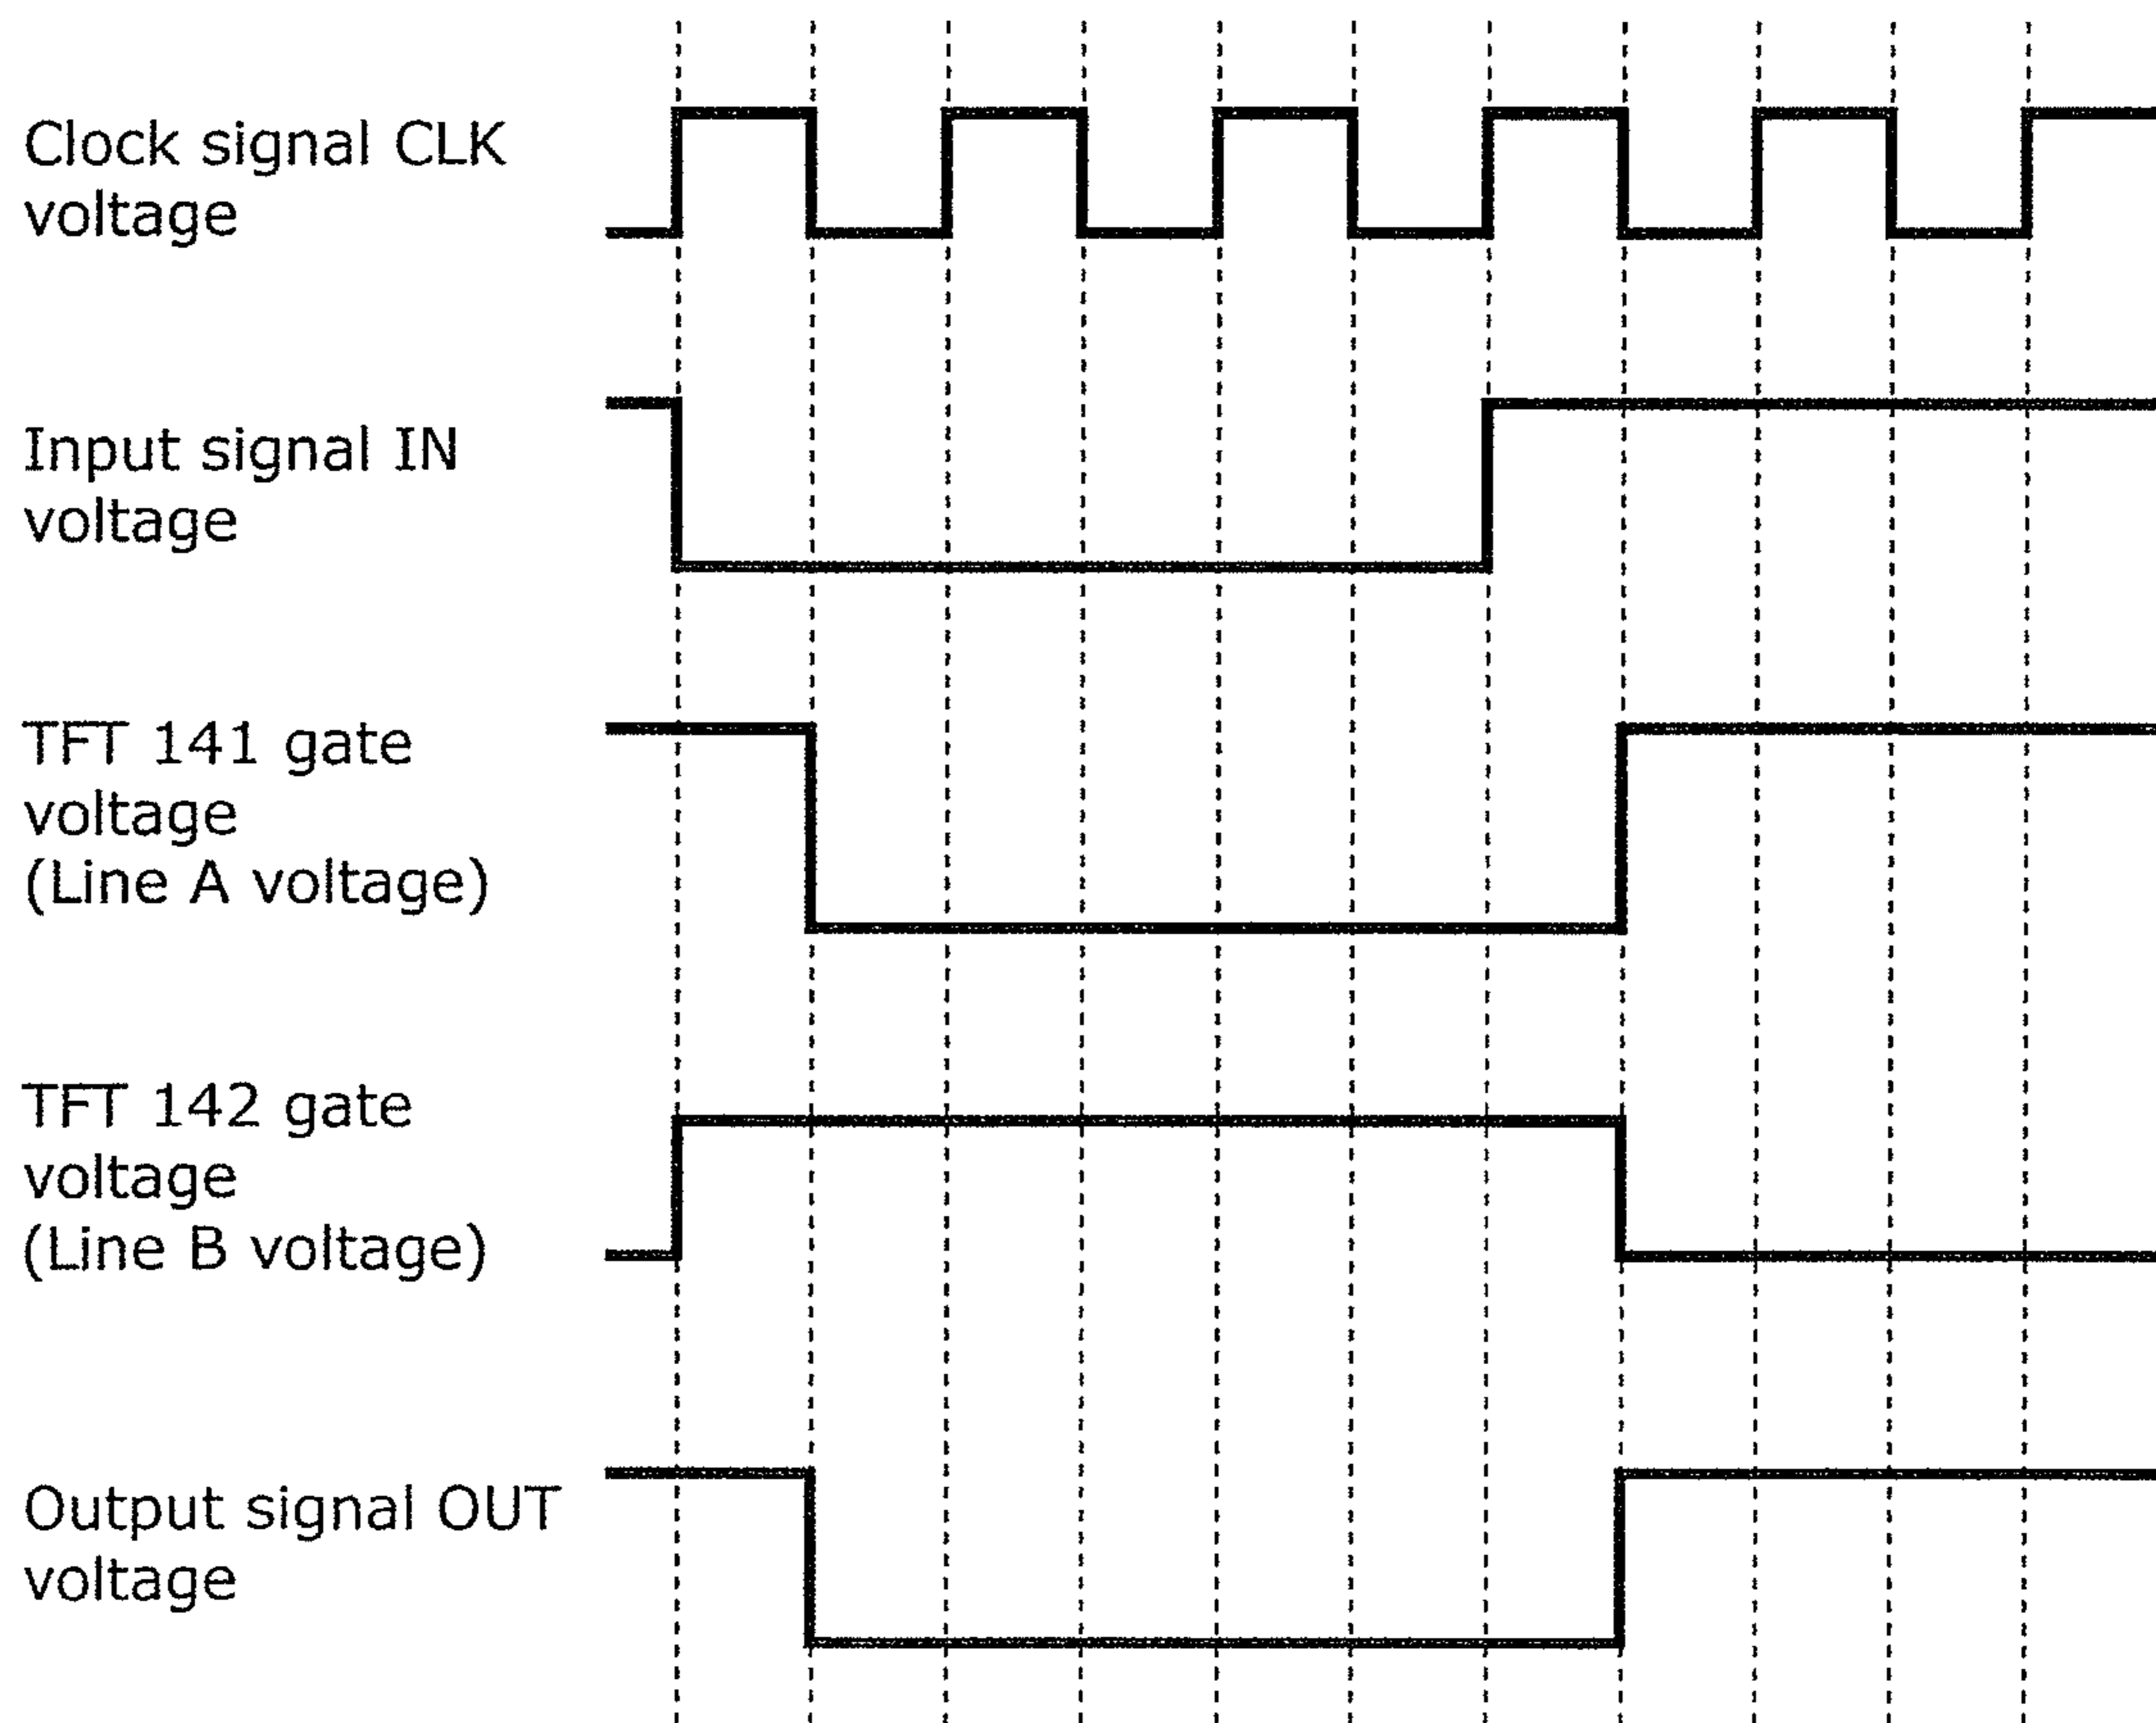 Clock signal CLK
voltage
Input signal IN
voltage
TFT 141 gate
voltage
(Line A voltage)
TFT 142 gate
voltage
(Line B voltage)
Output signal OUT
voltage